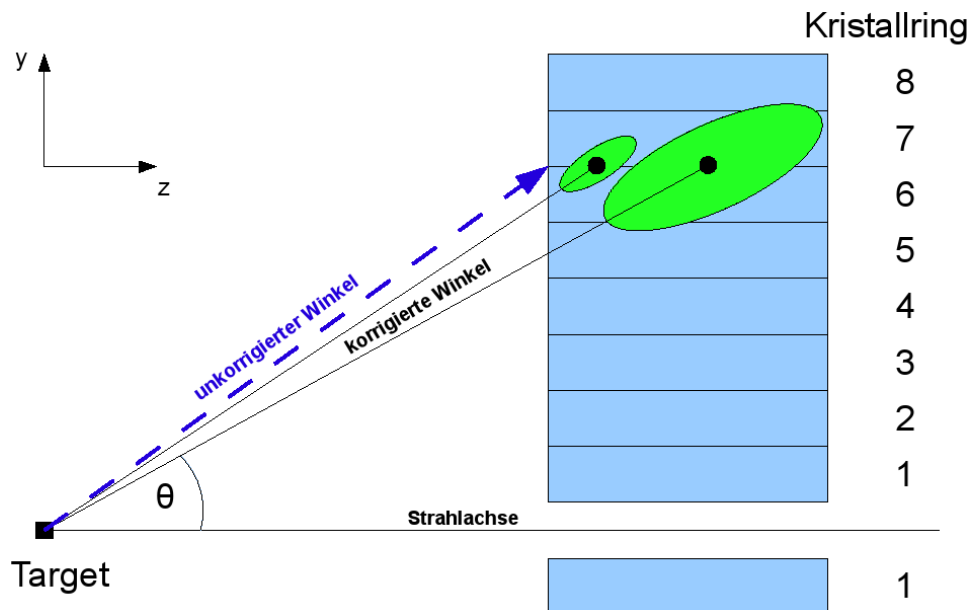 Kristallring
y
z
8
7
6
5
4
3
2
1
unkorrigierter Winkel
korrigierte Winkel
θ
Strahlachse
Target
1